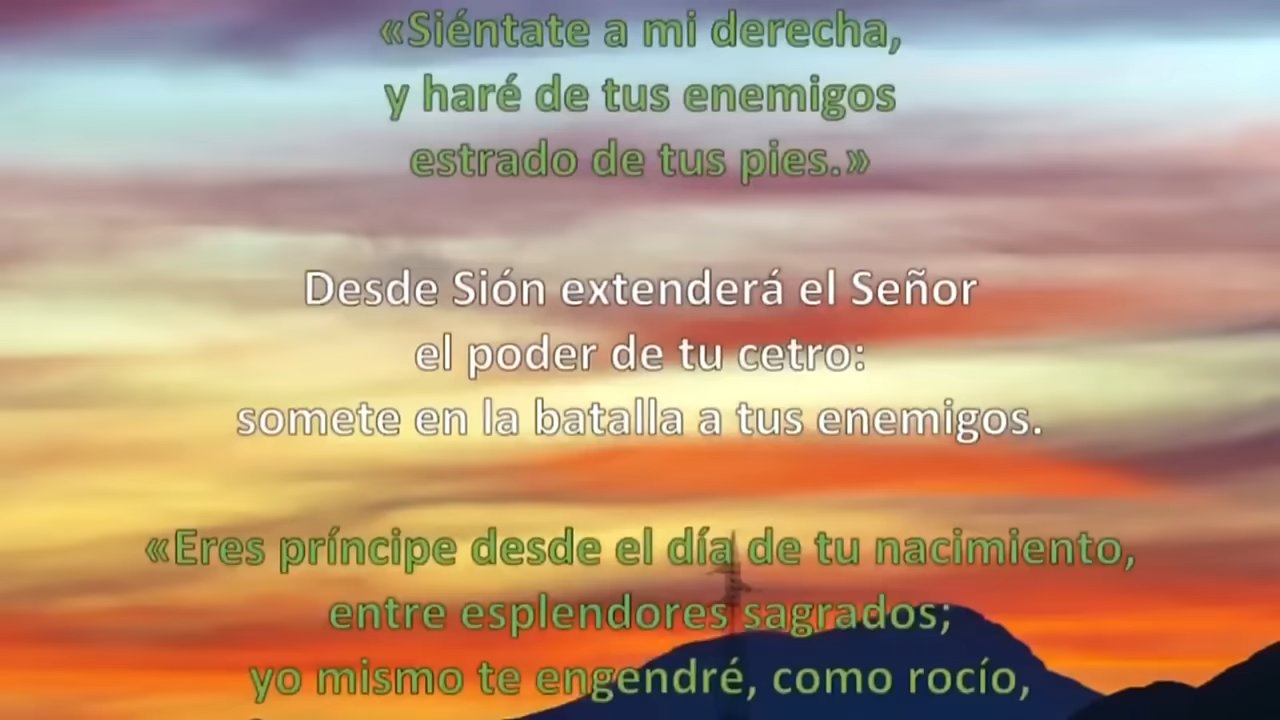 «Siéntate a mi derecha,
y haré de tus enemigos
estrado de tus pies.»
Desde Sión extenderá el Señor
el poder de tu cetro:
somete en la batalla a tus enemigos.
«Eres príncipe desde el día de tu nacimiento,
entre esplendores sagrados;
yo mismo te engendré, como rocío,